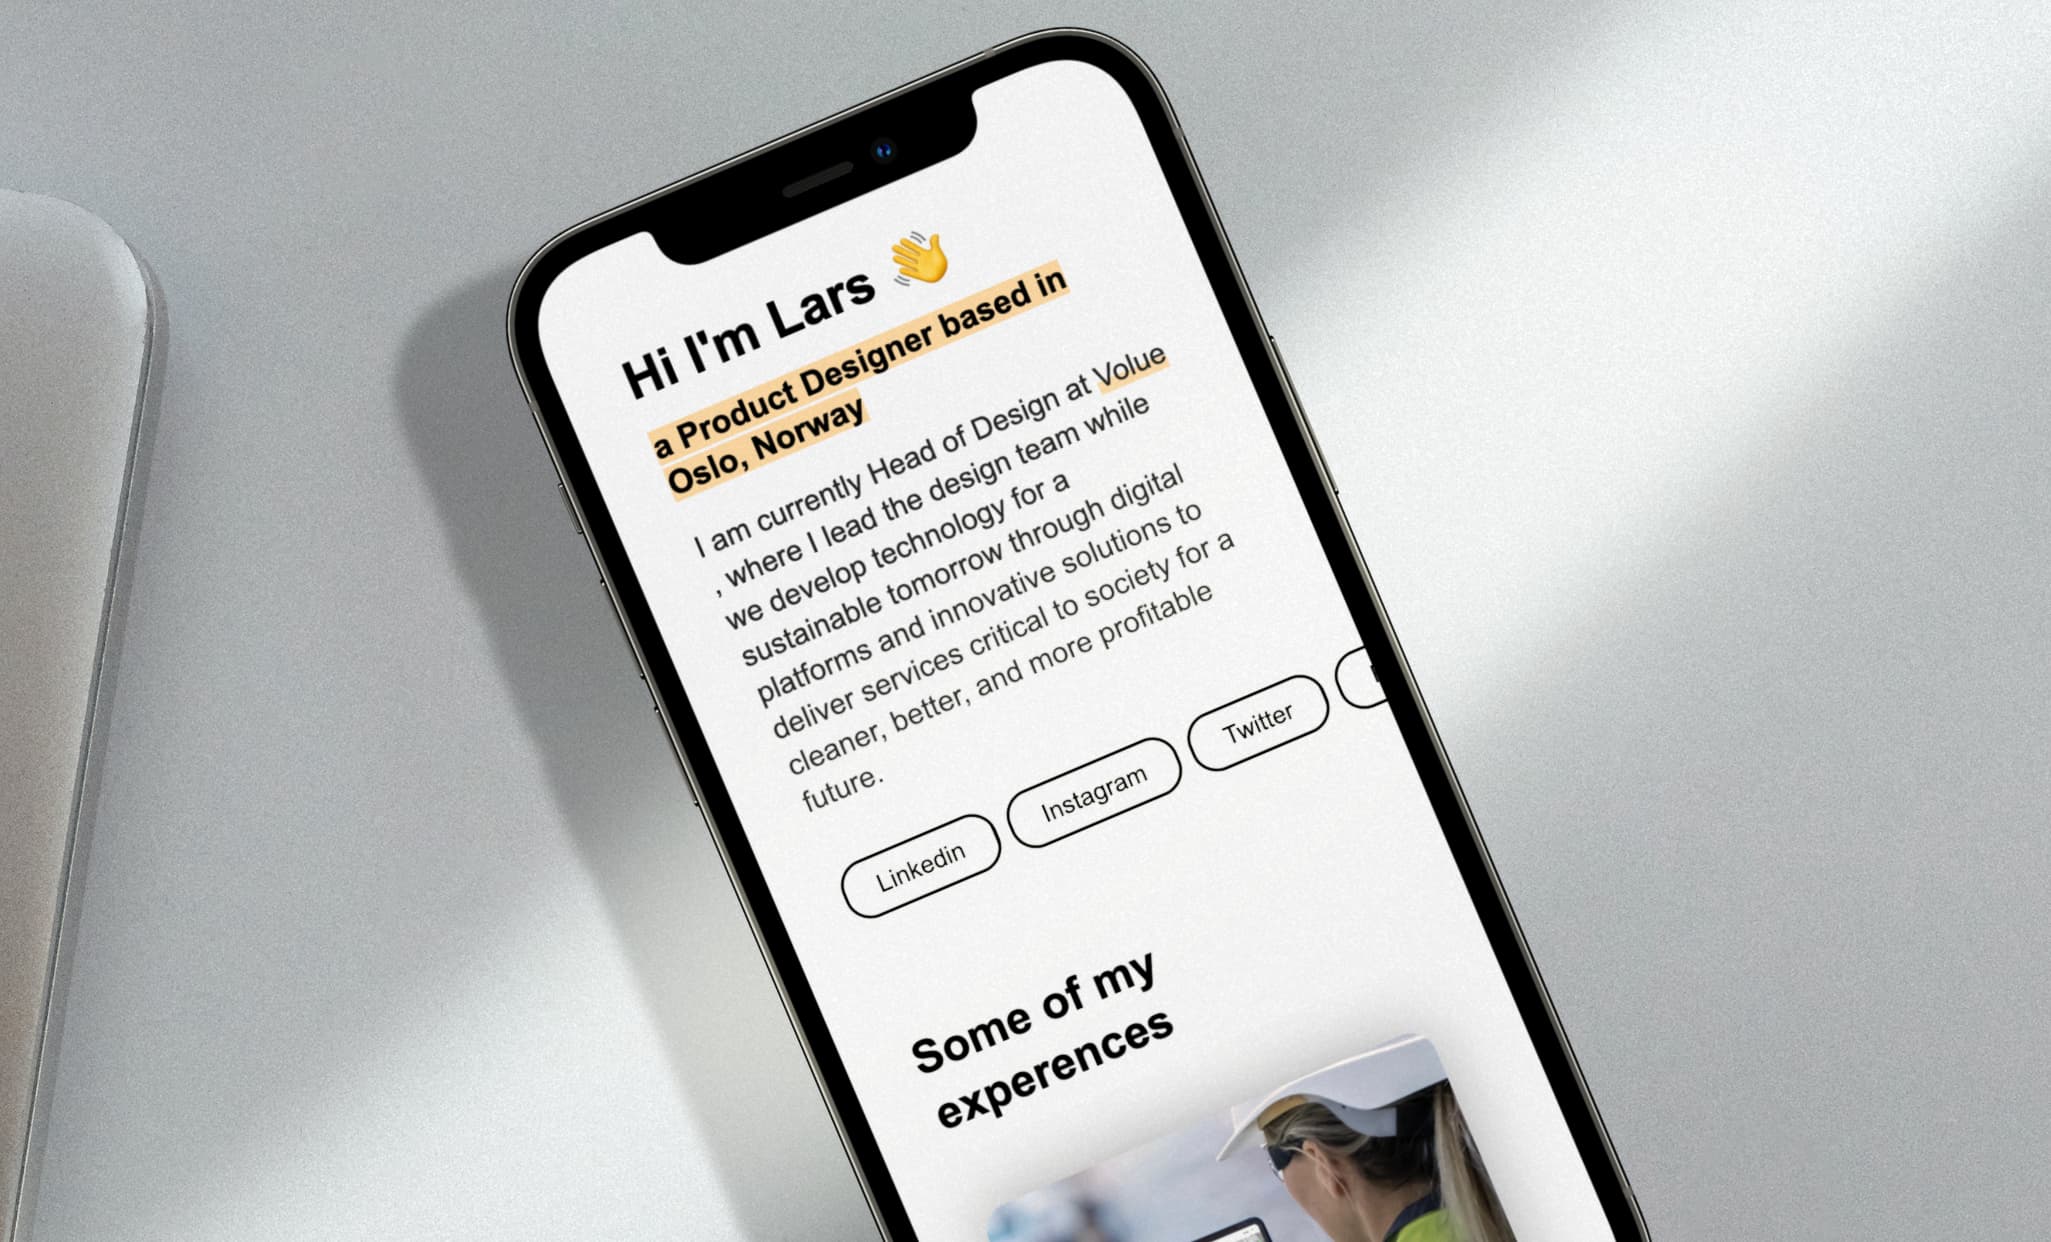 Hi I'm Lars 👋
a Product Designer based in
Oslo, Norway
I am currently Head of Design at Volue
, where I lead the design team while
we develop technology for a
sustainable tomorrow through digital
platforms and innovative solutions to
deliver services critical to society for a
cleaner, better, and more profitable
future.
Linkedin
Instagram
Twitter
Some of my
experences